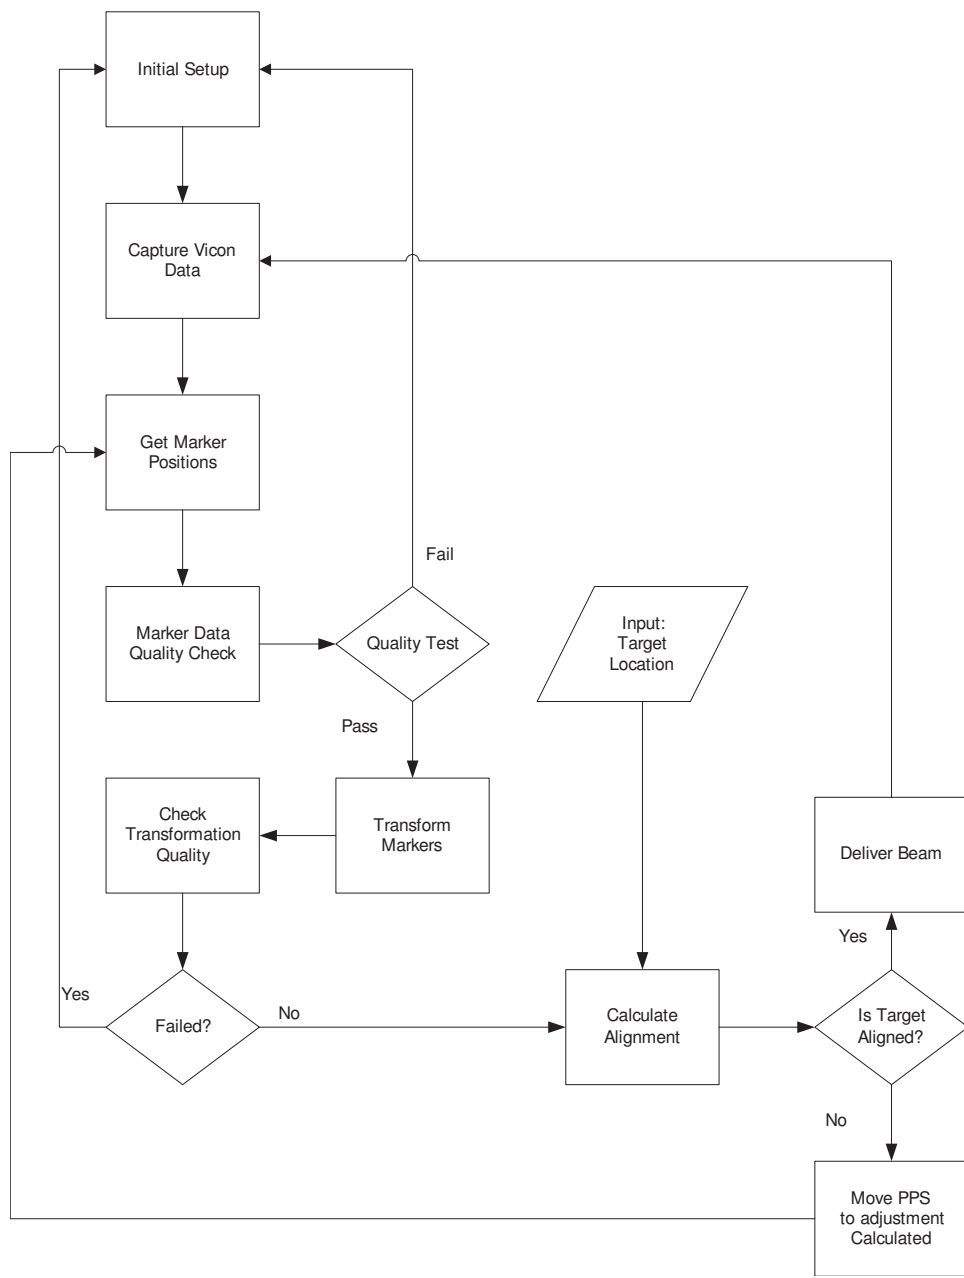 Initial Setup
Capture Vicon
Data
Get Marker
Positions
Fail
Marker Data
Quality Check
Quality Test
Input:
Target
Location
Pass
Check
Transformation
Quality
Transform
Markers
Deliver Beam
Yes
Yes
Failed?
No
Calculate
Alignment
Is Target
Aligned?
No
Move PPS
to adjustment
Calculated